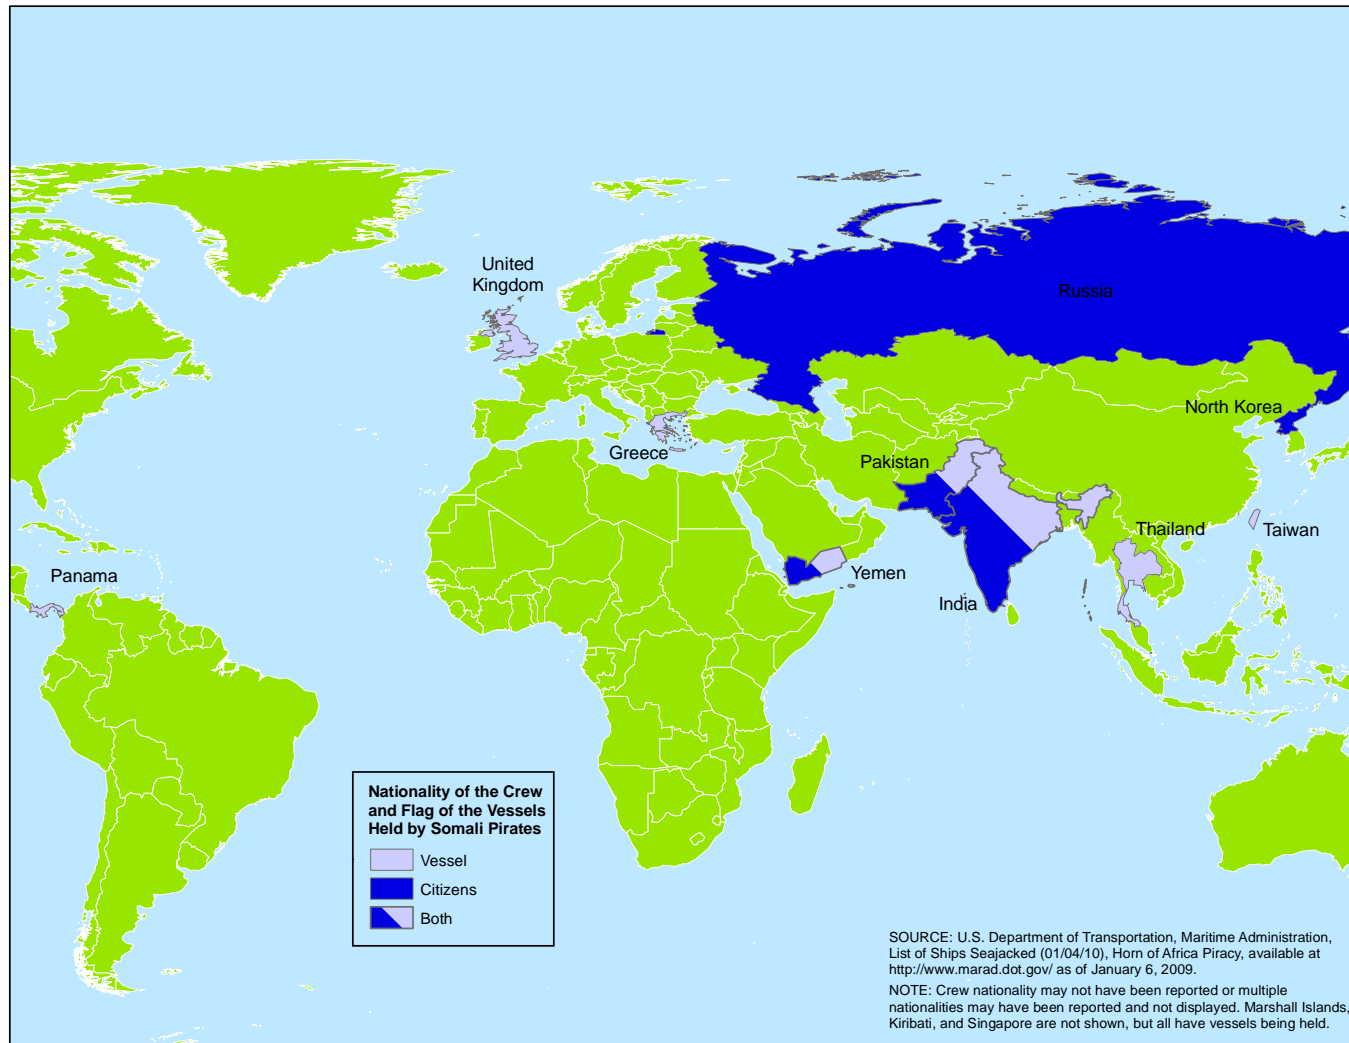 United
Kingdom
Russia
North Korea
Greece
Pakistan
Thailand
Taiwan
Panama
Yemen
India
Nationality of the Crew
and Flag of the Vessels
Held by Somali Pirates
Vessel
Citizens
Both
SOURCE: U.S. Department of Transportation, Maritime Administration,
List of Ships Seajacked (01/04/10), Horn of Africa Piracy, available at
http://www.marad.dot.gov/ as of January 6, 2009.
NOTE: Crew nationality may not have been reported or multiple
nationalities may have been reported and not displayed. Marshall Islands,
Kiribati, and Singapore are not shown, but all have vessels being held.